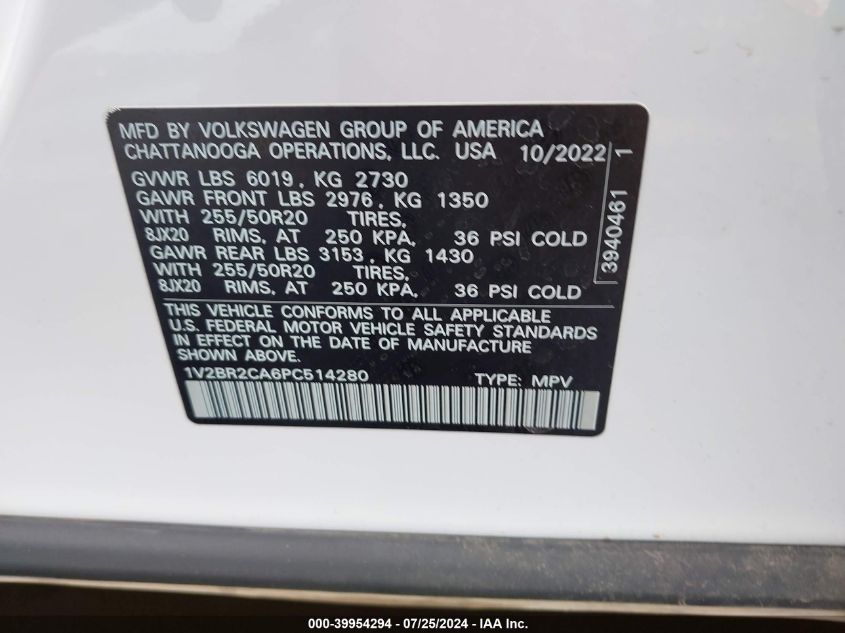 MFD BY VOLKSWAGEN GROUP OF AMERICA
CHATTANOOGA OPERATIONS, LLC. USA 10/2022
GVWR LBS 6019, KG 2730
GAWR FRONT LBS 2976, KG 1350
WITH 255/50R20 TIRES,
8JX20 RIMS, AT 250 KPA, 36 PSI COLD
GAWR REAR LBS 3153, KG 1430
WITH 255/50R20 TIRES,
8JX20 RIMS, AT 250 KPA, 36 PSI COLD
THIS VEHICLE CONFORMS TO ALL APPLICABLE
U.S. FEDERAL MOTOR VEHICLE SAFETY STANDARDS
IN EFFECT ON THE DATE OF MANUFACTURE
SHOWN ABOVE.
1V2BR2CA6PC514280 TYPE: MPV
3940461 1
000-39954294 - 07/25/2024 - IAA Inc.